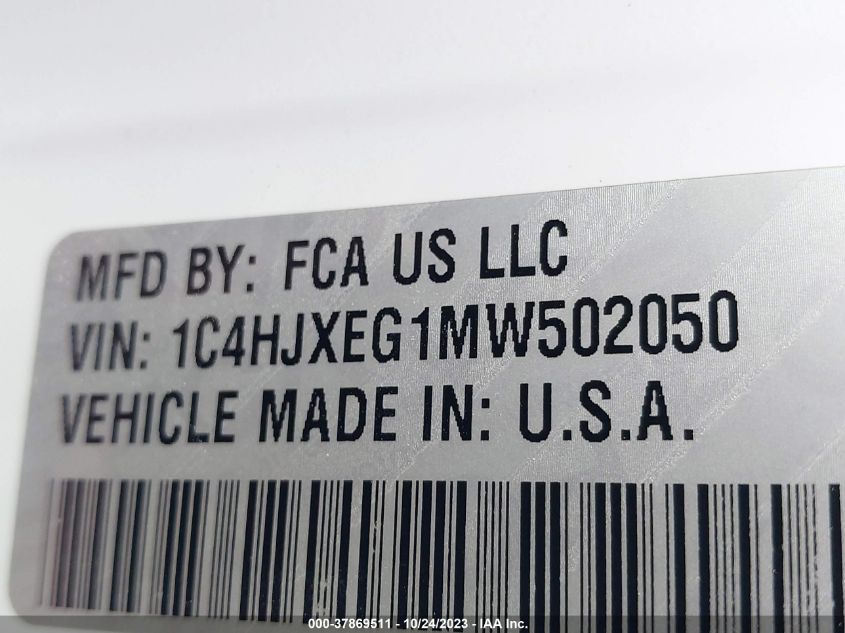 MFD BY: FCA US LLC
VIN: 1C4HJXEG1MW502050
VEHICLE MADE IN: U.S.A.
000-37869511 - 10/24/2023 - IAA Inc.